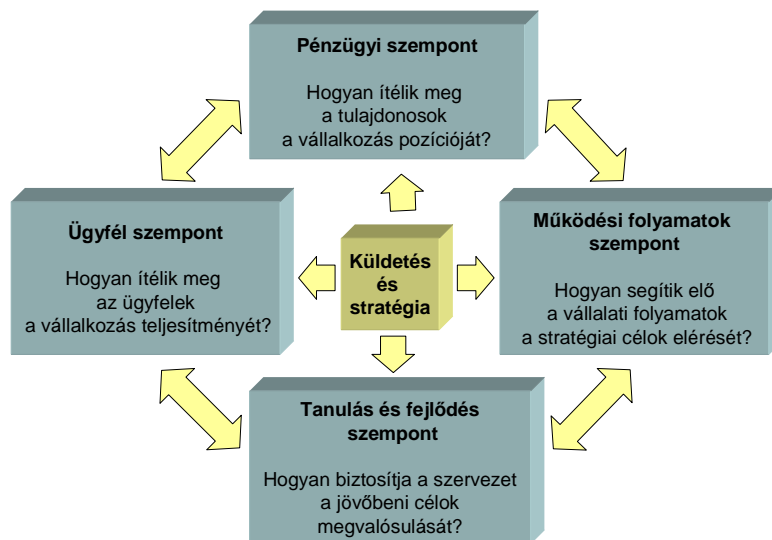 Pénzügyi szempont
Hogyan ítélik meg
a tulajdonosok
a vállalkozás pozícióját?
Ügyfél szempont
Hogyan ítélik meg
az ügyfelek
a vállalkozás teljesítményét?
Küldetés
és
stratégia
Működési folyamatok
szempont
Hogyan segítik elő
a vállalati folyamatok
a stratégiai célok elérését?
Tanulás és fejlődés
szempont
Hogyan biztosítja a szervezet
a jövőbeni célok
megvalósulását?